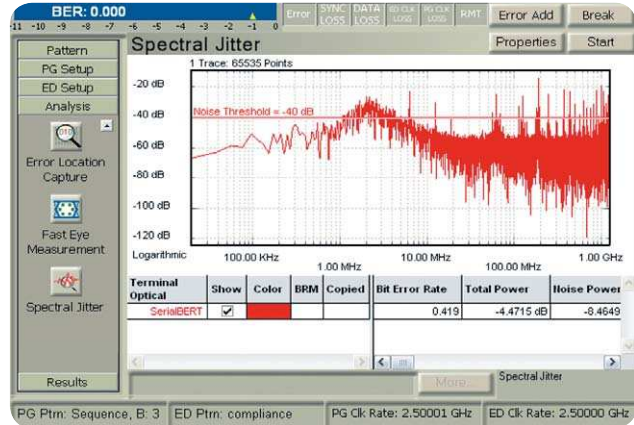 BER: 0.000
-11 -10 -9 -8 -7 -6 -5 -4 -3 -2 -1 0
Error
SYNC LOSS
DATA LOSS
ED CLK LOSS
PG CLK LOSS
RMT
Error Add
Break
Pattern
PG Setup
ED Setup
Analysis
Error Location Capture
Fast Eye Measurement
Spectral Jitter
Results
Spectral Jitter
Properties
Start
1 Trace: 65535 Points
-20 dB
-40 dB
Noise Threshold = -40 dB
-60 dB
-80 dB
-100 dB
-120 dB
Logarithmic
100.00 KHz
1.00 MHz
10.00 MHz
100.00 MHz
1.00 GHz
Terminal Optical Show Color BRM Copied Bit Error Rate Total Power Noise Power
SerialBERT 0.419 -4.4715 dB -8.4649
More...
Spectral Jitter
PG Ptrn: Sequence, B: 3 ED Ptrn: compliance PG Clk Rate: 2.50001 GHz ED Clk Rate: 2.50000 GHz